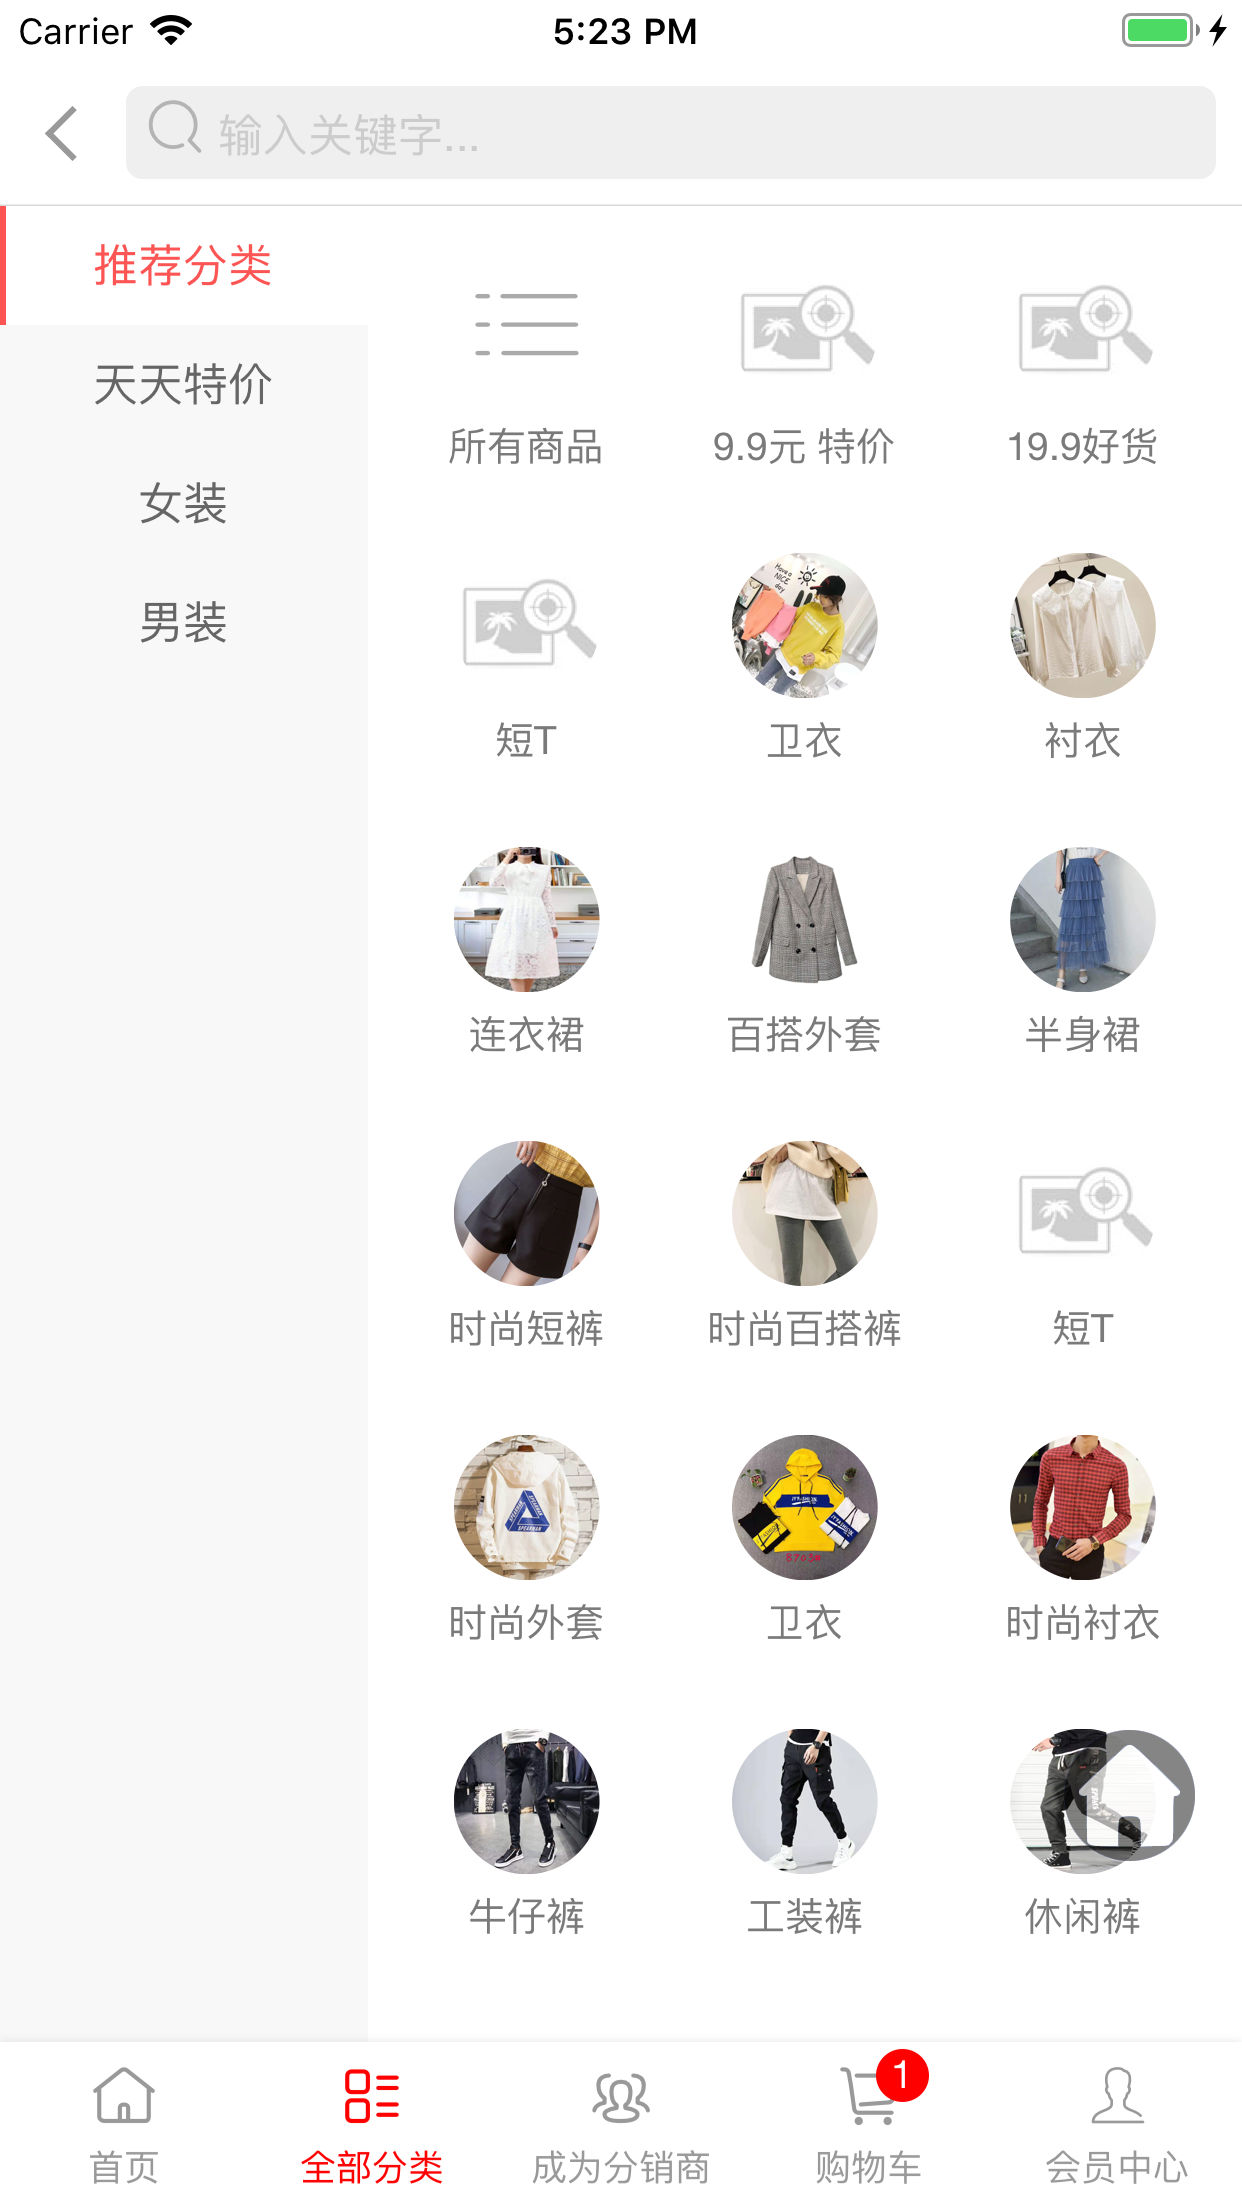 Carrier 5:23 PM
输入关键字...
推荐分类
天天特价
女装
男装
所有商品 9.9元 特价 19.9好货
Have a
NICE
day
短T 卫衣 衬衣
连衣裙 百搭外套 半身裙
时尚短裤 时尚百搭裤 短T
SPEARMAN
时尚外套 卫衣 时尚衬衣
牛仔裤 工装裤 休闲裤
1
首页 全部分类 成为分销商 购物车 会员中心